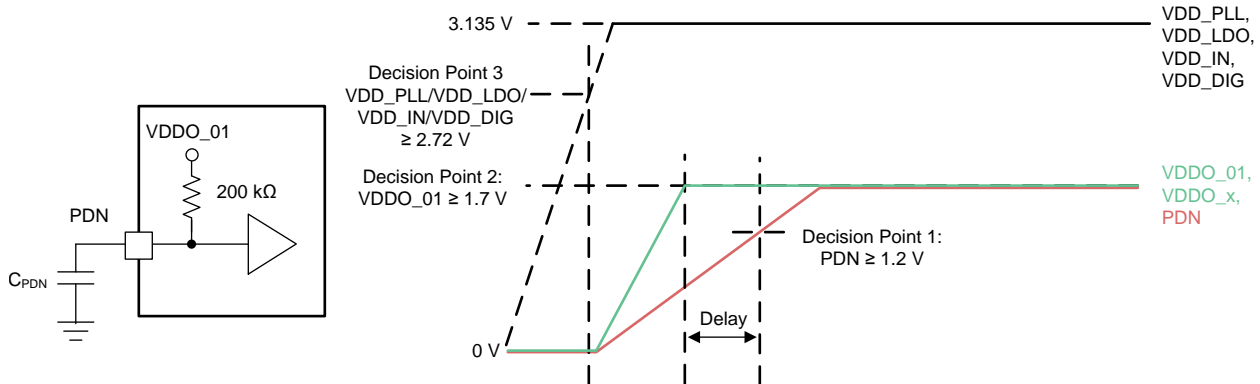 VDDO_01
200 kΩ
PDN
CPDN
3.135 V
Decision Point 3
VDD_PLL/VDD_LDO/
VDD_IN/VDD_DIG
≥ 2.72 V
Decision Point 2:
VDDO_01 ≥ 1.7 V
0 V
Delay
Decision Point 1:
PDN ≥ 1.2 V
VDD_PLL,
VDD_LDO,
VDD_IN,
VDD_DIG
VDDO_01,
VDDO_x,
PDN